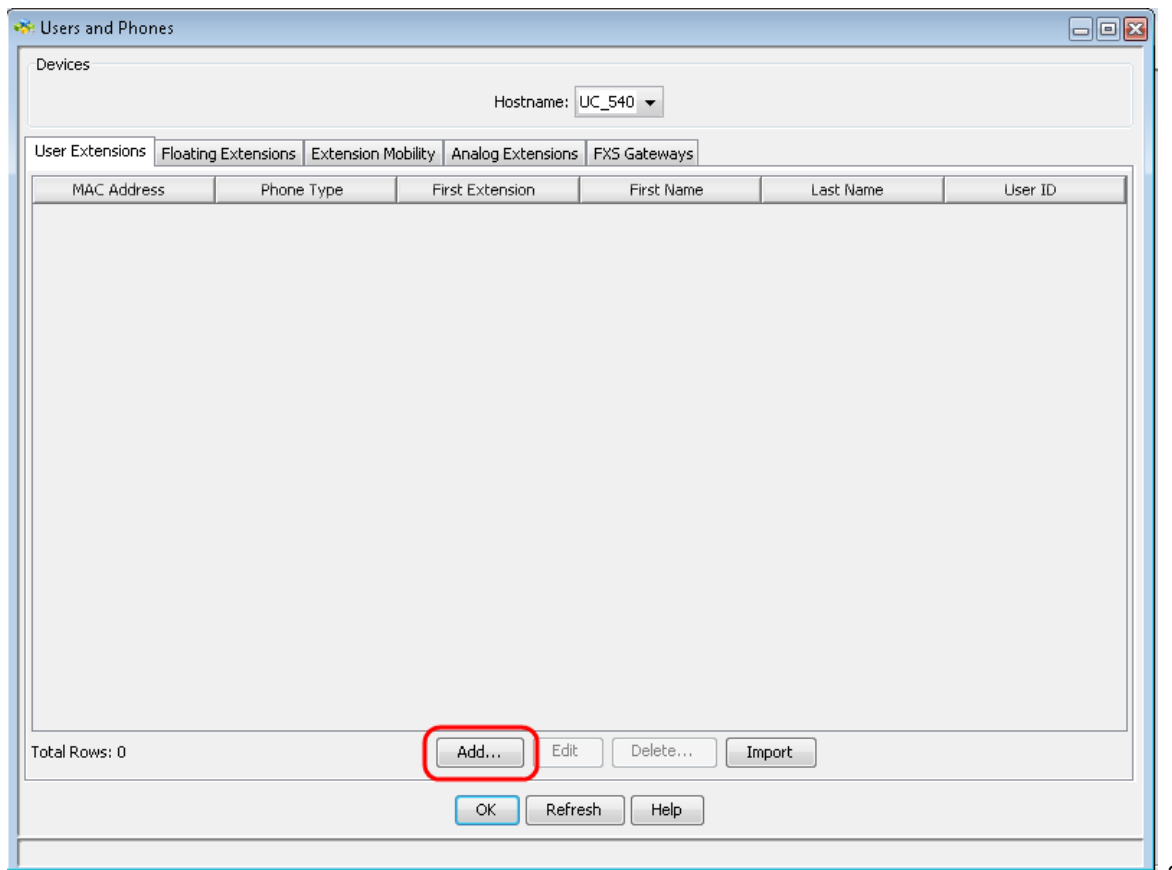 Users and Phones
Devices
Hostname: UC_540
User Extensions Floating Extensions Extension Mobility Analog Extensions FXS Gateways
MAC Address Phone Type First Extension First Name Last Name User ID
Total Rows: 0 Add... Edit Delete... Import
OK Refresh Help